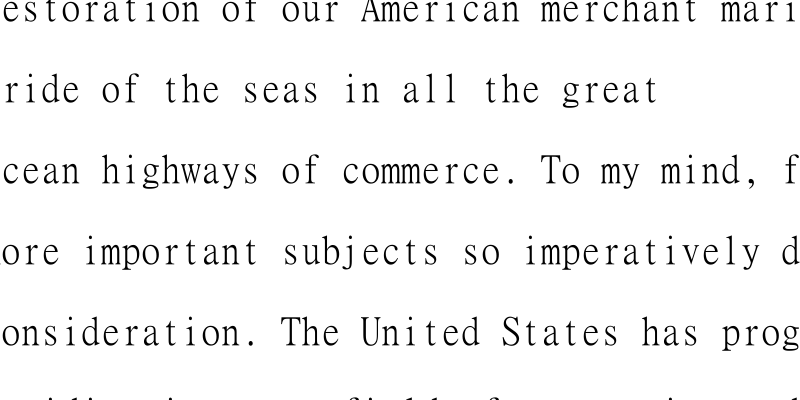 estoration of our American merchant mari
ride of the seas in all the great
cean highways of commerce. To my mind, f
ore important subjects so imperatively d
onsideration. The United States has prog